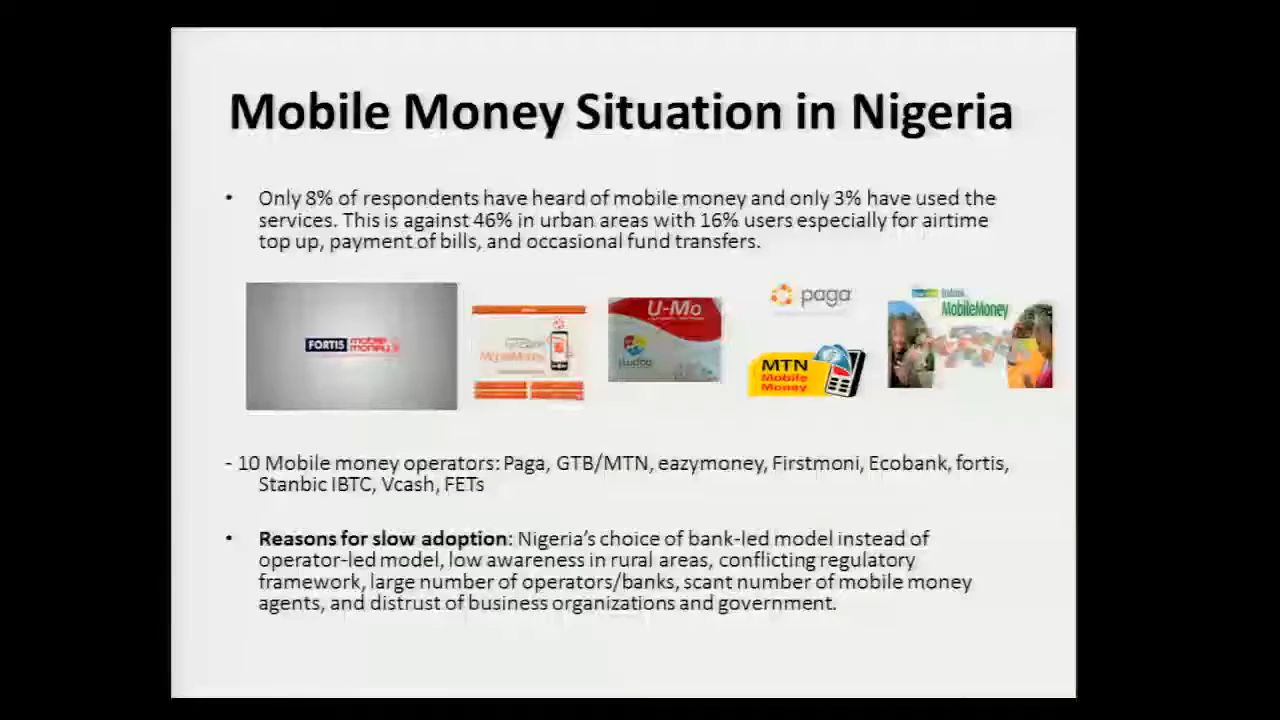 Mobile Money Situation in Nigeria
• Only 8% of respondents have heard of mobile money and only 3% have used the
services. This is against 46% in urban areas with 16% users especially for airtime
top up, payment of bills, and occasional fund transfers.
FORTIS mobile money
MobileMoney
U-Mo
paga
MTN
Mobile
Money
MobileMoney
- 10 Mobile money operators: Paga, GTB/MTN, eazymoney, Firstmoni, Ecobank, fortis,
Stanbic IBTC, Vcash, FETs
• Reasons for slow adoption: Nigeria's choice of bank-led model instead of
operator-led model, low awareness in rural areas, conflicting regulatory
framework, large number of operators/banks, scant number of mobile money
agents, and distrust of business organizations and government.